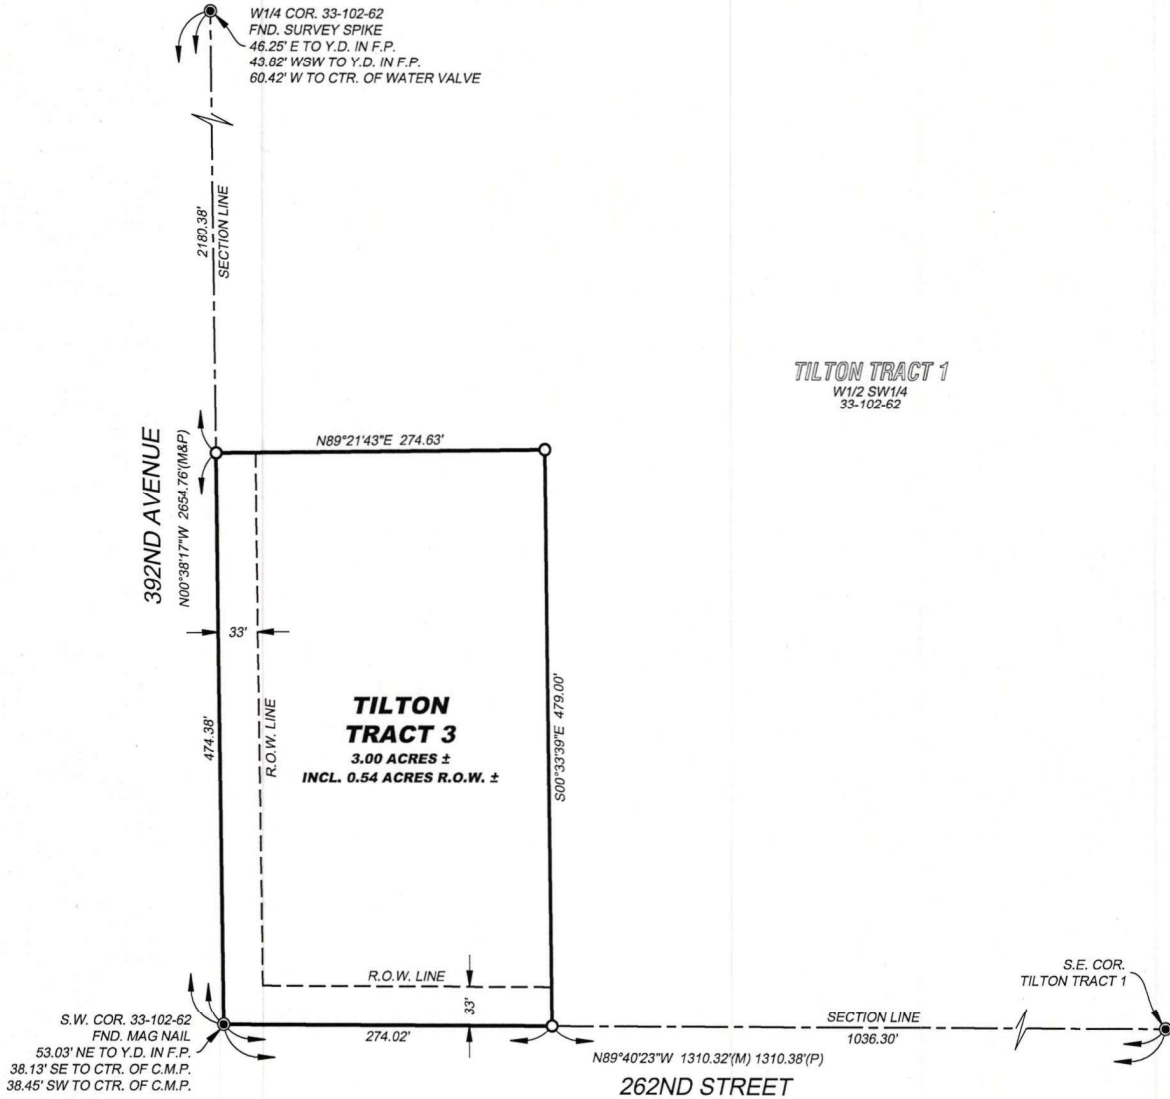 W1/4 COR. 33-102-62
FND. SURVEY SPIKE
46.25' E TO Y.D. IN F.P.
43.82' WSW TO Y.D. IN F.P.
60.42' W TO CTR. OF WATER VALVE
2180.38'
SECTION LINE
TILTON TRACT 1
W1/2 SW1/4
33-102-62
N89°21'43"E 274.63'
392ND AVENUE
N00°38'17"W 2654.76'(M&P)
33'
474.38'
R.O.W. LINE
TILTON
TRACT 3
3.00 ACRES ±
INCL. 0.54 ACRES R.O.W. ±
S00°33'39"E 479.00'
R.O.W. LINE
33'
S.E. COR.
TILTON TRACT 1
S.W. COR. 33-102-62
FND. MAG NAIL
53.03' NE TO Y.D. IN F.P.
38.13' SE TO CTR. OF C.M.P.
38.45' SW TO CTR. OF C.M.P.
274.02'
SECTION LINE
1036.30'
N89°40'23"W 1310.32'(M) 1310.38'(P)
262ND STREET